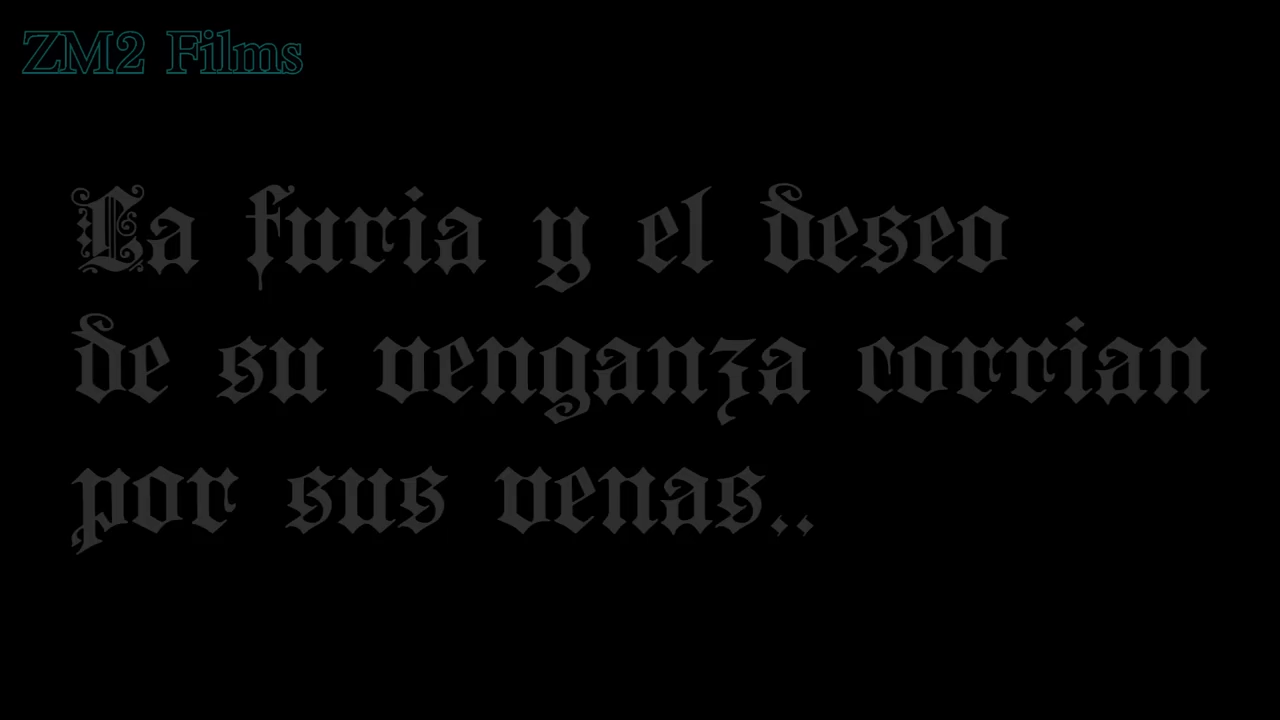 ZM2 Films
La furia y el deseo
de su venganza corrian
por sus venas..